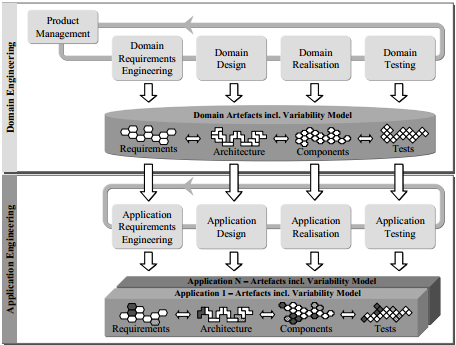 Product
Management
Domain Engineering
Domain
Requirements
Engineering
Domain
Design
Domain
Realisation
Domain
Testing
Domain Artefacts incl. Variability Model
Requirements
Architecture
Components
Tests
Application Engineering
Application
Requirements
Engineering
Application
Design
Application
Realisation
Application
Testing
Application N – Artefacts incl. Variability Model
Application 1 – Artefacts incl. Variability Model
Requirements
Architecture
Components
Tests